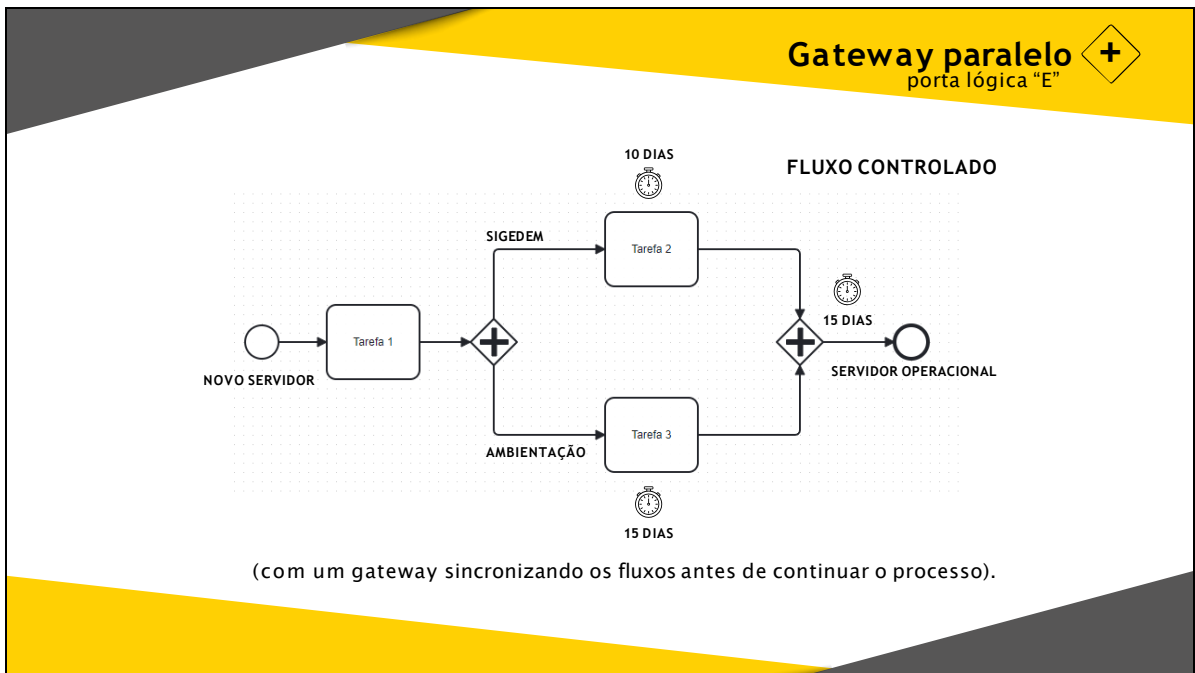 Gateway paralelo
porta lógica “E”
10 DIAS
FLUXO CONTROLADO
SIGEDEM
Tarefa 2
15 DIAS
Tarefa 1
NOVO SERVIDOR
SERVIDOR OPERACIONAL
AMBIENTAÇÃO
Tarefa 3
15 DIAS
(com um gateway sincronizando os fluxos antes de continuar o processo).